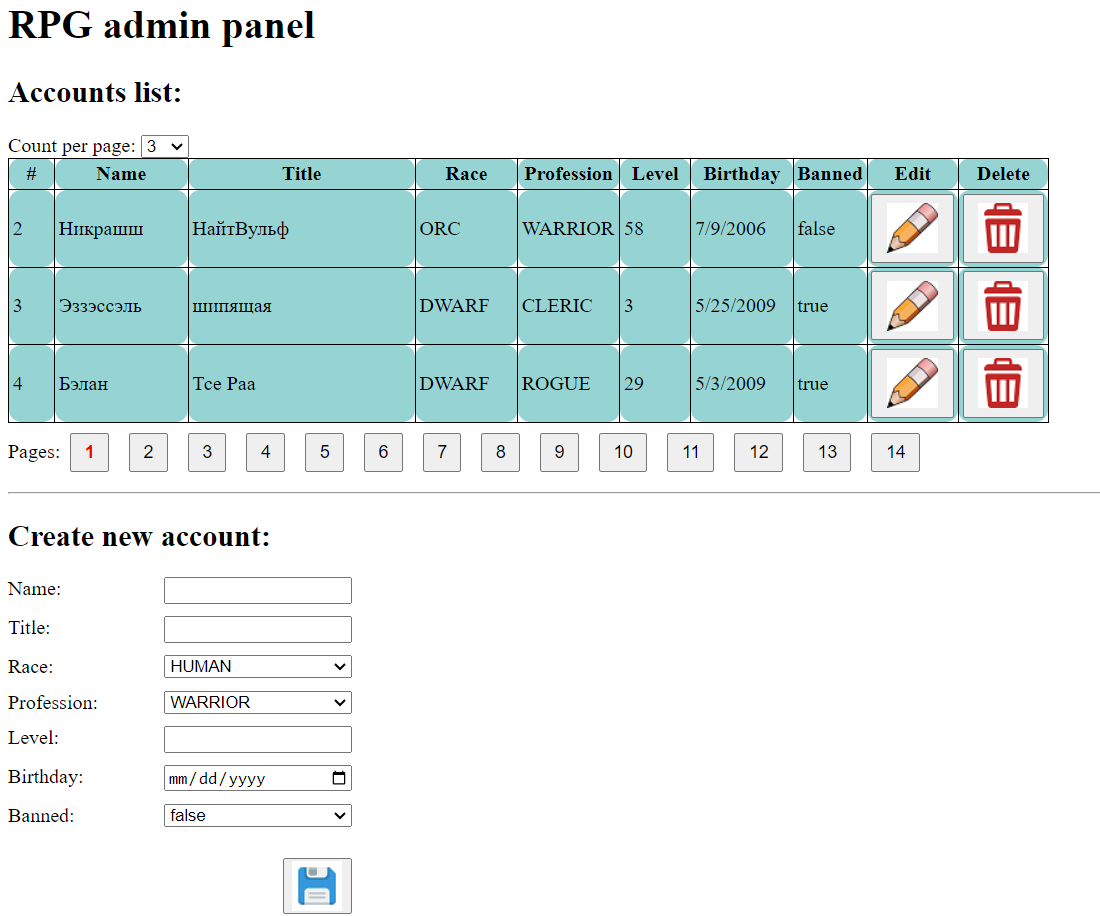 RPG admin panel
Accounts list:
Count per page: 3
# Name Title Race Profession Level Birthday Banned Edit Delete
2 Никрашш НайтВульф ORC WARRIOR 58 7/9/2006 false
3 Эззэссэль шипящая DWARF CLERIC 3 5/25/2009 true
4 Бэлан Тсе Раа DWARF ROGUE 29 5/3/2009 true
Pages: 1 2 3 4 5 6 7 8 9 10 11 12 13 14
Create new account:
Name:
Title:
Race: HUMAN
Profession: WARRIOR
Level:
Birthday: mm/dd/yyyy
Banned: false